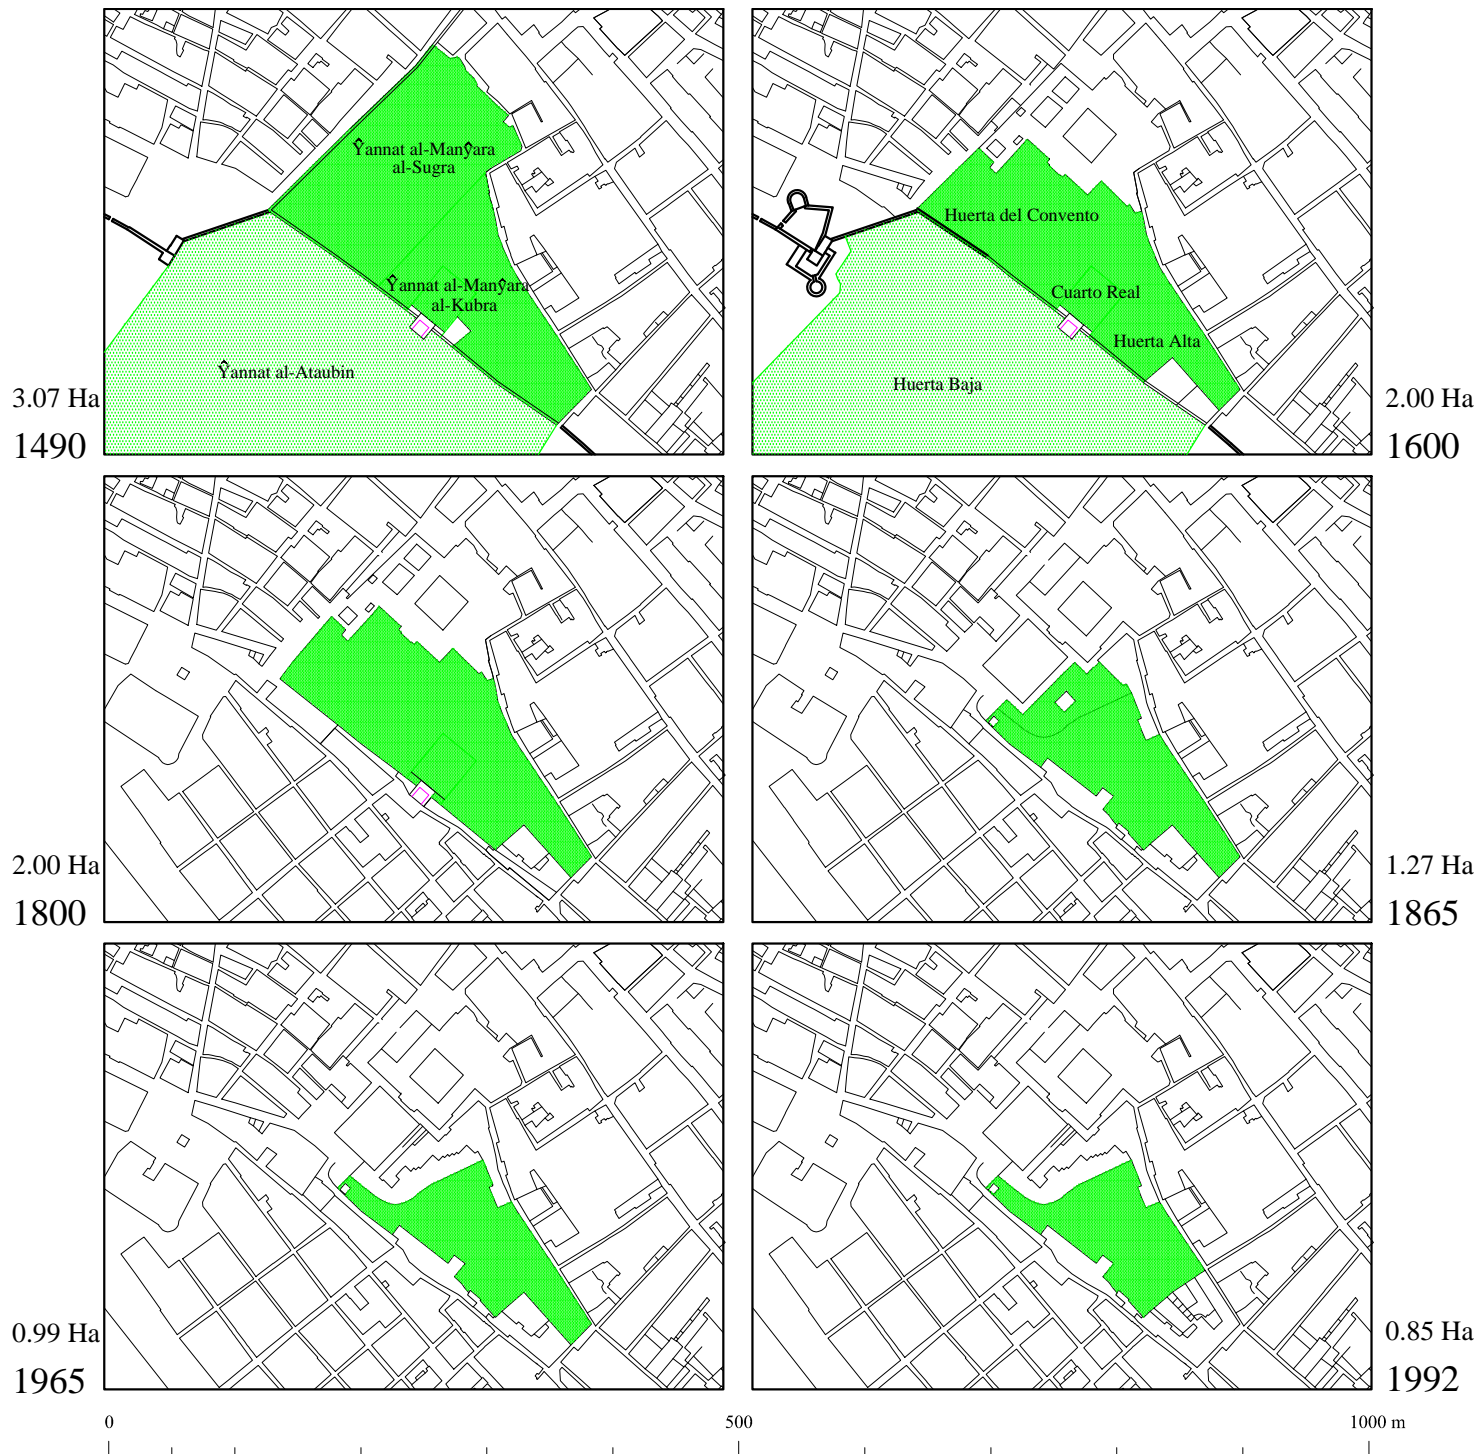 Ŷannat al-Manŷara
al-Sugra
Ŷannat al-Manŷara
al-Kubra
Ŷannat al-Ataubin
3.07 Ha
1490
Huerta del Convento
Cuarto Real
Huerta Alta
Huerta Baja
2.00 Ha
1600
2.00 Ha
1800
1.27 Ha
1865
0.99 Ha
1965
0.85 Ha
1992
0 500 1000 m